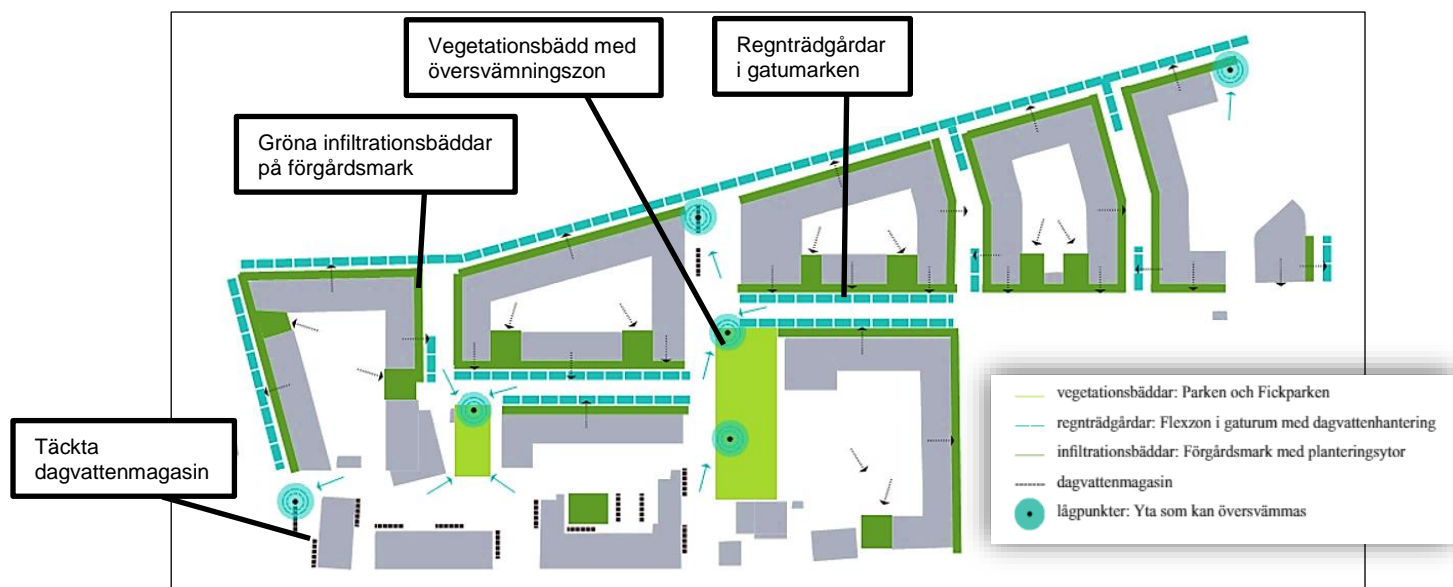 Vegetationsbädd med
översvämningszon
Regnträdgårdar
i gatumarken
Gröna infiltrationsbäddar
på förgårdsmark
Täckta
dagvattenmagasin
vegetationsbäddar: Parken och Fickparken
regnträdgårdar: Flexzon i gaturum med dagvattenhantering
infiltrationsbäddar: Förgårdsmark med planteringsytor
dagvattenmagasin
lågpunkter: Yta som kan översvämmas